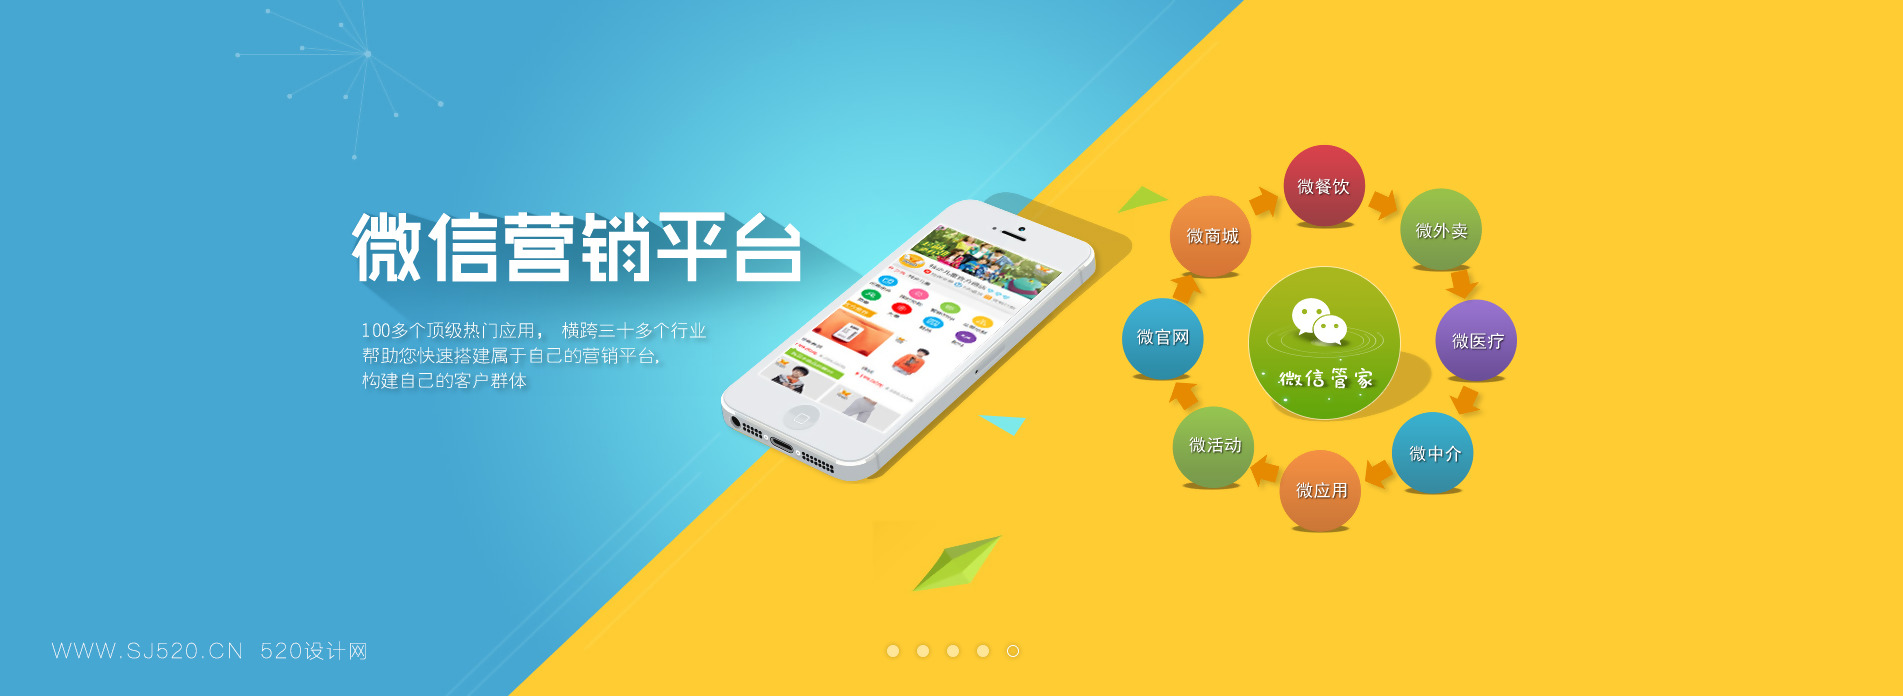 微信营销平台
100多个顶级热门应用， 横跨三十多个行业
帮助您快速搭建属于自己的营销平台,
构建自己的客户群体
微餐饮
微外卖
微医疗
微中介
微应用
微活动
微官网
微商城
微信管家
WWW.SJ520.CN 520设计网